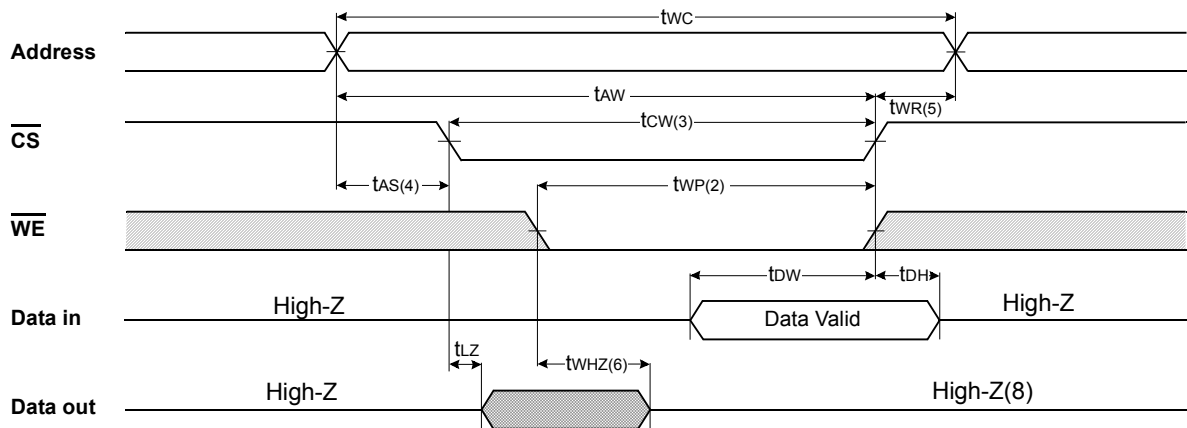 tWC
Address
tAW
tWR(5)
tCW(3)
CS
tAS(4)
tWP(2)
WE
tDW
tDH
High-Z
High-Z
Data in
Data Valid
tLZ
tWHZ(6)
High-Z
High-Z(8)
Data out